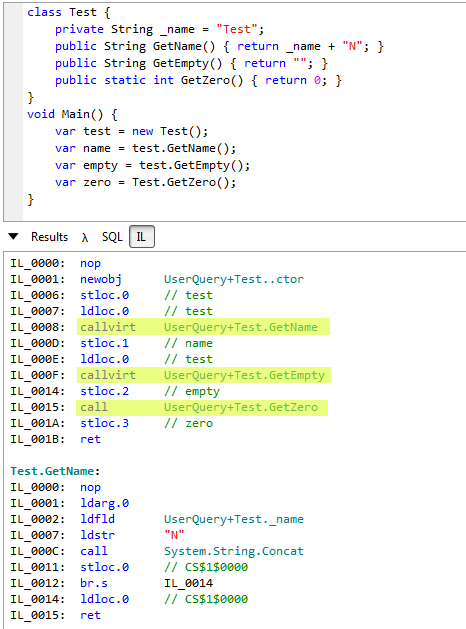 class Test {
    private String _name = "Test";
    public String GetName() { return _name + "N"; }
    public String GetEmpty() { return ""; }
    public static int GetZero() { return 0; }
}
void Main() {
    var test = new Test();
    var name = test.GetName();
    var empty = test.GetEmpty();
    var zero = Test.GetZero();
}
▼ Results λ SQL IL
IL_0000: nop
IL_0001: newobj UserQuery+Test..ctor
IL_0006: stloc.0 // test
IL_0007: ldloc.0 // test
IL_0008: callvirt UserQuery+Test.GetName
IL_000D: stloc.1 // name
IL_000E: ldloc.0 // test
IL_000F: callvirt UserQuery+Test.GetEmpty
IL_0014: stloc.2 // empty
IL_0015: call UserQuery+Test.GetZero
IL_001A: stloc.3 // zero
IL_001B: ret
Test.GetName:
IL_0000: nop
IL_0001: ldarg.0
IL_0002: ldfld UserQuery+Test._name
IL_0007: ldstr "N"
IL_000C: call System.String.Concat
IL_0011: stloc.0 // CS$1$0000
IL_0012: br.s IL_0014
IL_0014: ldloc.0 // CS$1$0000
IL_0015: ret